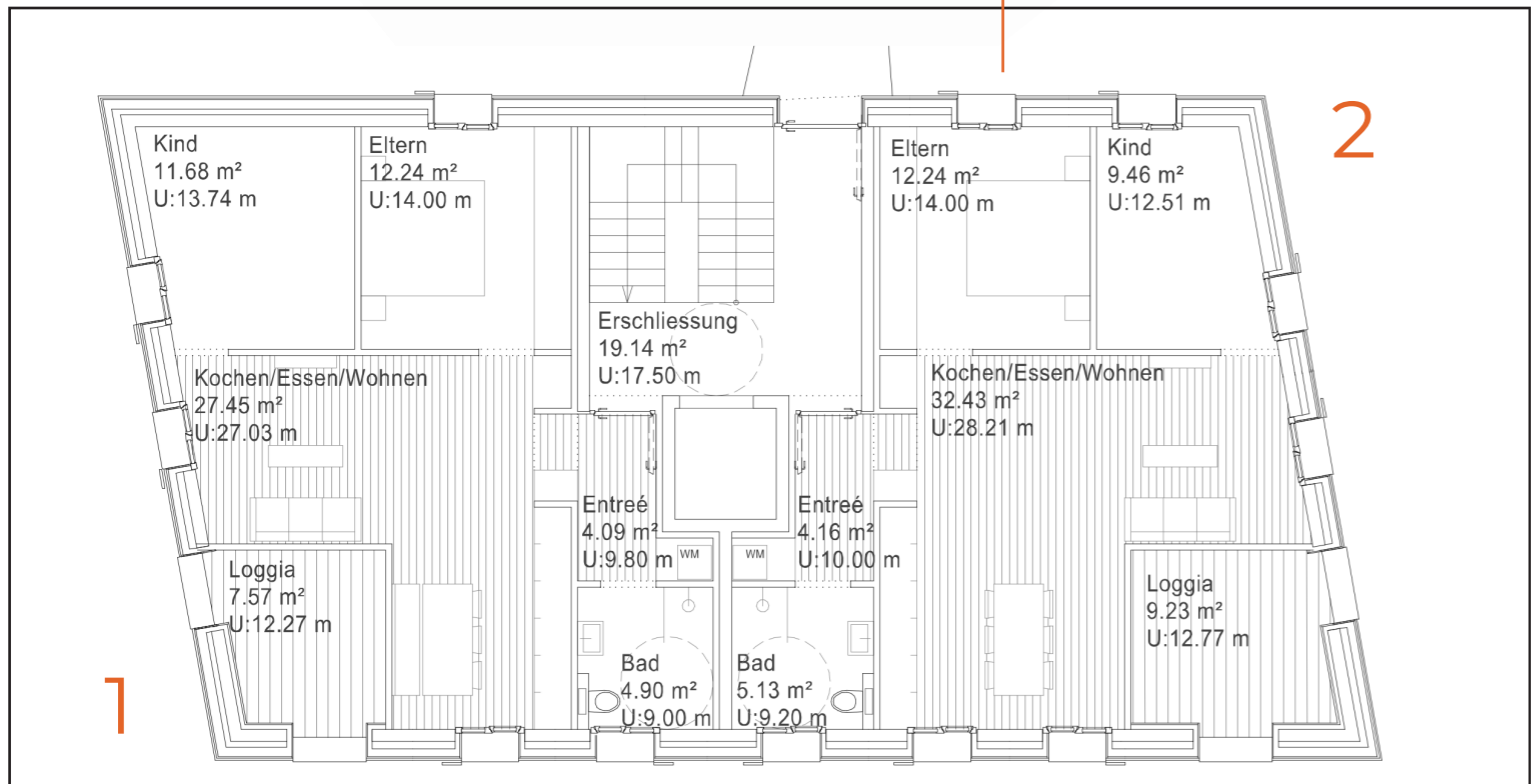 2
Kind
11.68 m²
U:13.74 m
Eltern
12.24 m²
U:14.00 m
Eltern
12.24 m²
U:14.00 m
Kind
9.46 m²
U:12.51 m
Erschliessung
19.14 m²
U:17.50 m
Kochen/Essen/Wohnen
27.45 m²
U:27.03 m
Kochen/Essen/Wohnen
32.43 m²
U:28.21 m
Entreé
4.09 m²
U:9.80 m
WM
WM
Entreé
4.16 m²
U:10.00 m
Loggia
7.57 m²
U:12.27 m
Loggia
9.23 m²
U:12.77 m
Bad
4.90 m²
U:9.00 m
Bad
5.13 m²
U:9.20 m
1